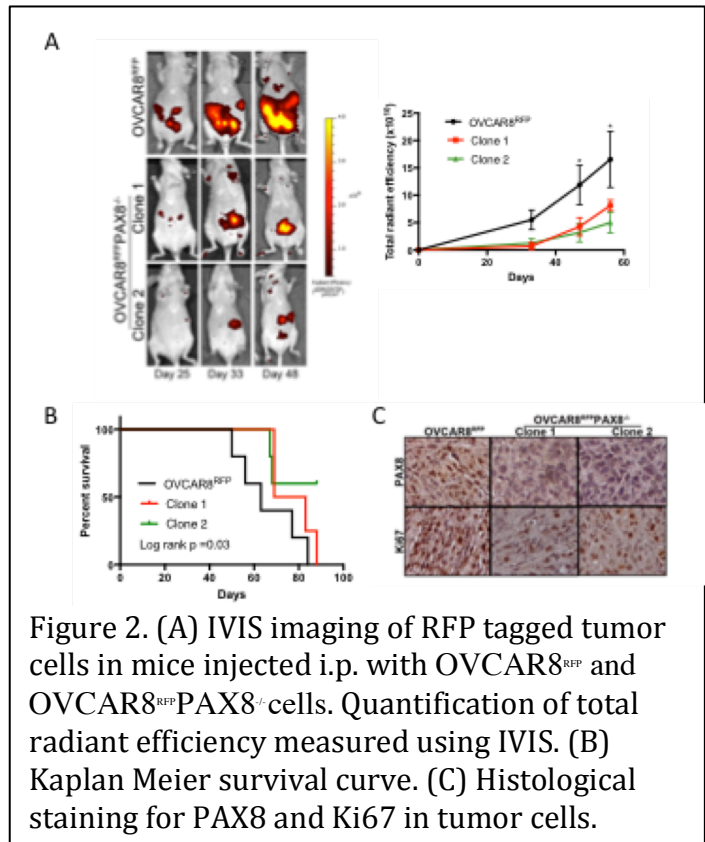 A
OVCAR8RFP
OVCAR8RFPPAX8-/-
Clone 1
Clone 2
Day 25
Day 33
Day 48
Total radiant efficiency (x10^10)
25
20
15
10
5
0
OVCAR8RFP
Clone 1
Clone 2
*
*
0
20
40
60
Days
B
Percent survival
100
50
0
OVCAR8RFP
Clone 1
Clone 2
Log rank p =0.03
0
20
40
60
80
100
Days
C
OVCAR8RFPPAX8-/-
OVCAR8RFP
Clone 1
Clone 2
PAX8
Ki67
Figure 2. (A) IVIS imaging of RFP tagged tumor
cells in mice injected i.p. with OVCAR8RFP and
OVCAR8RFPPAX8-/- cells. Quantification of total
radiant efficiency measured using IVIS. (B)
Kaplan Meier survival curve. (C) Histological
staining for PAX8 and Ki67 in tumor cells.